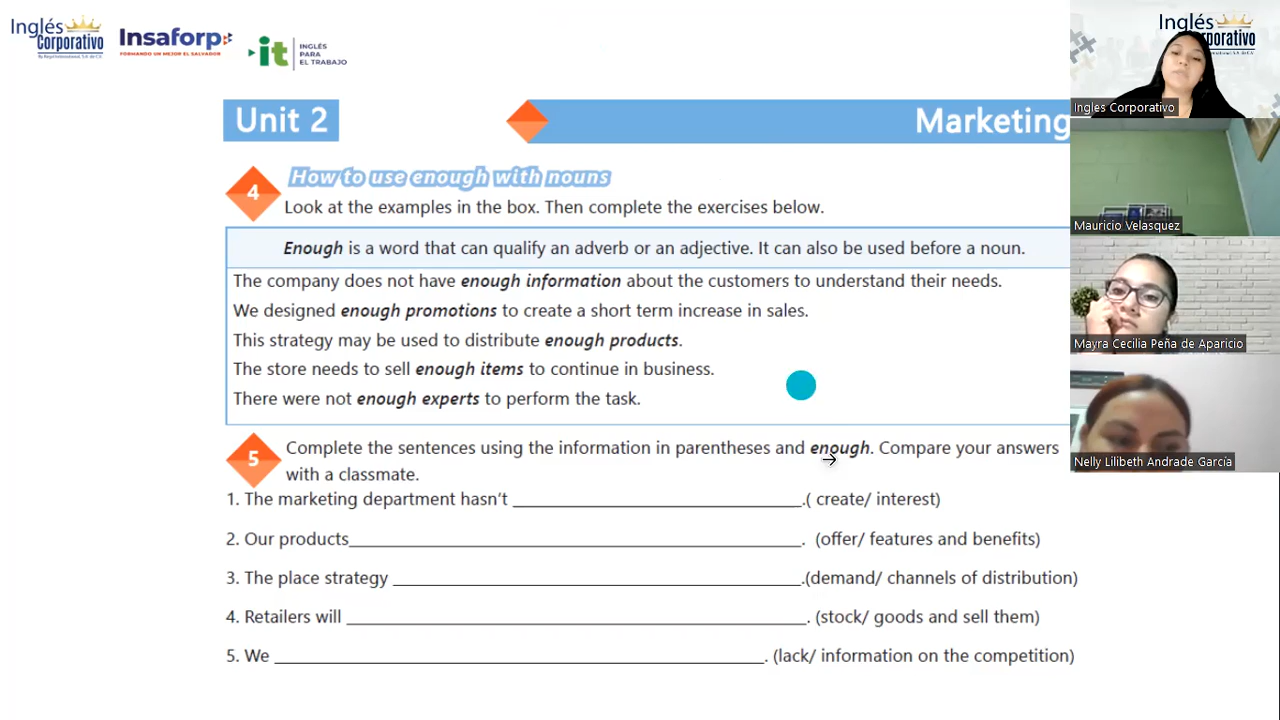 Inglés
Corporativo
By Regal International, S.A. de C.V.
Insaforp
FORMANDO UN MEJOR EL SALVADOR
it
INGLÉS
PARA
EL TRABAJO
Unit 2
Marketing
4
How to use enough with nouns
Look at the examples in the box. Then complete the exercises below.
Enough is a word that can qualify an adverb or an adjective. It can also be used before a noun.
The company does not have enough information about the customers to understand their needs.
We designed enough promotions to create a short term increase in sales.
This strategy may be used to distribute enough products.
The store needs to sell enough items to continue in business.
There were not enough experts to perform the task.
5
Complete the sentences using the information in parentheses and enough. Compare your answers
with a classmate.
1. The marketing department hasn't ______________________________.( create/ interest)
2. Our products______________________________. (offer/ features and benefits)
3. The place strategy ______________________________.(demand/ channels of distribution)
4. Retailers will ______________________________. (stock/ goods and sell them)
5. We ______________________________. (lack/ information on the competition)
Inglés
Corporativo
Ingles Corporativo
Mauricio Velasquez
Mayra Cecilia Peña de Aparicio
Nelly Lilibeth Andrade García